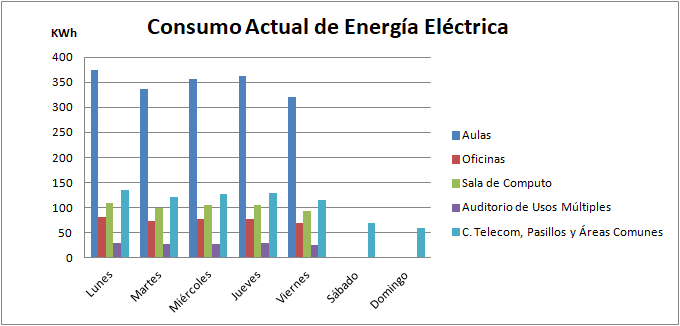 Consumo Actual de Energía Eléctrica
KWh
400
350
300
250
200
150
100
50
0
Lunes
Martes
Miércoles
Jueves
Viernes
Sábado
Domingo
Aulas
Oficinas
Sala de Computo
Auditorio de Usos Múltiples
C. Telecom, Pasillos y Áreas Comunes